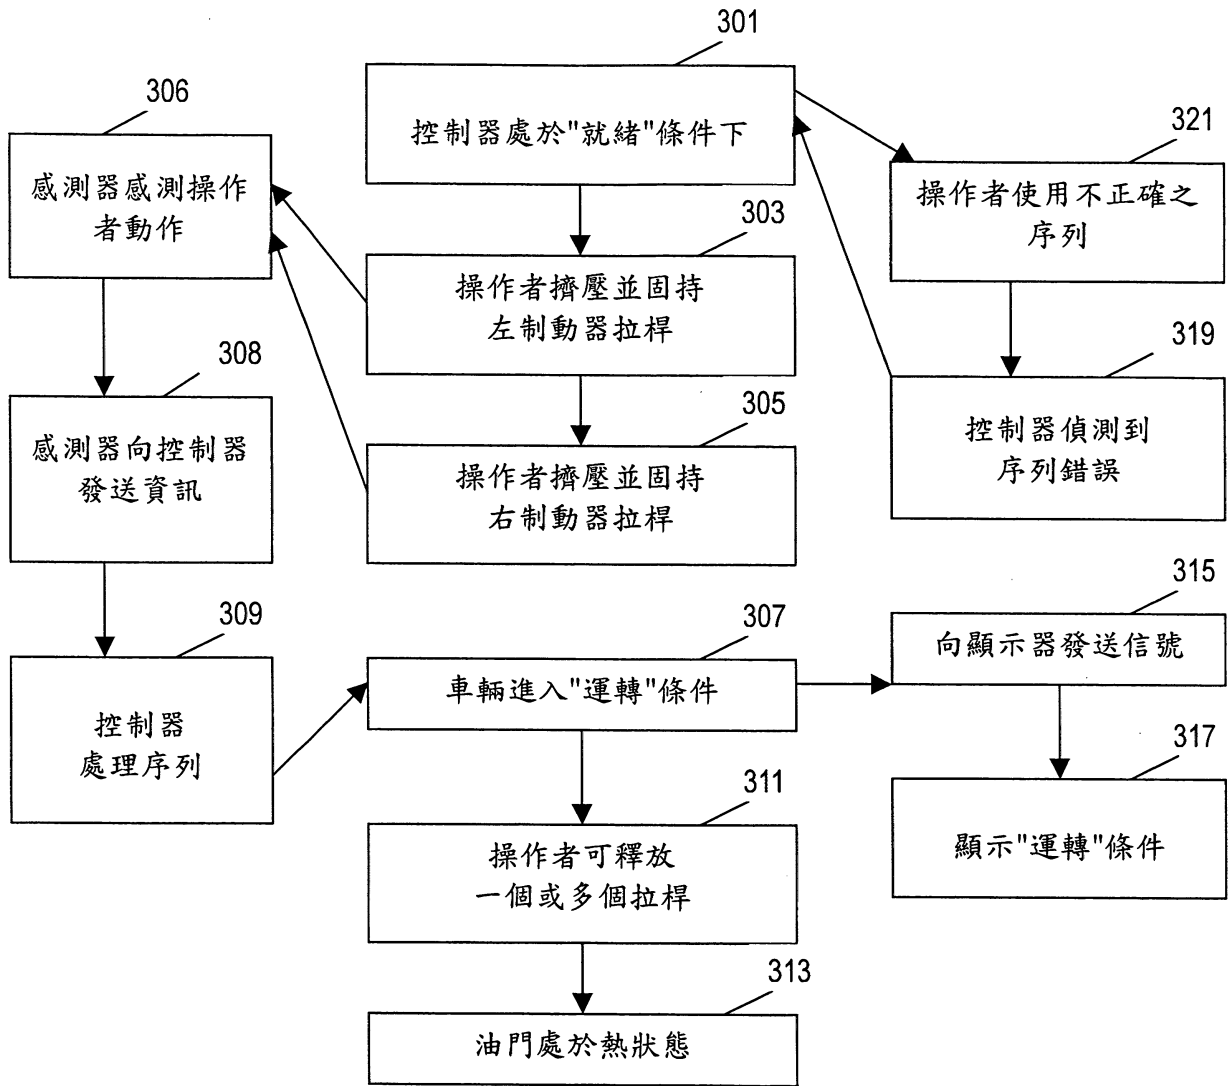 301
控制器處於"就緒"條件下
306
感測器感測操作
者動作
321
操作者使用不正確之
序列
303
操作者擠壓並固持
左制動器拉桿
308
感測器向控制器
發送資訊
319
控制器偵測到
序列錯誤
305
操作者擠壓並固持
右制動器拉桿
309
控制器
處理序列
307
車輛進入"運轉"條件
315
向顯示器發送信號
317
顯示"運轉"條件
311
操作者可釋放
一個或多個拉桿
313
油門處於熱狀態